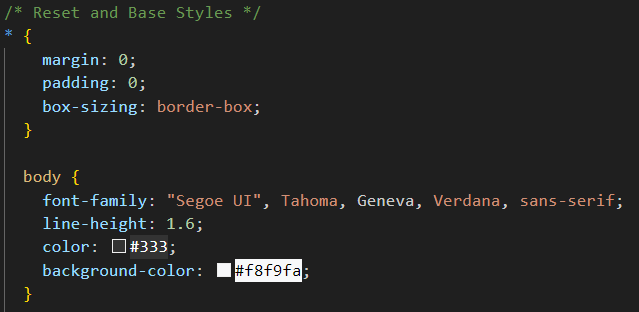 /* Reset and Base Styles */
* {
margin: 0;
padding: 0;
box-sizing: border-box;
}
body {
font-family: "Segoe UI", Tahoma, Geneva, Verdana, sans-serif;
line-height: 1.6;
color: #333;
background-color: #f8f9fa;
}